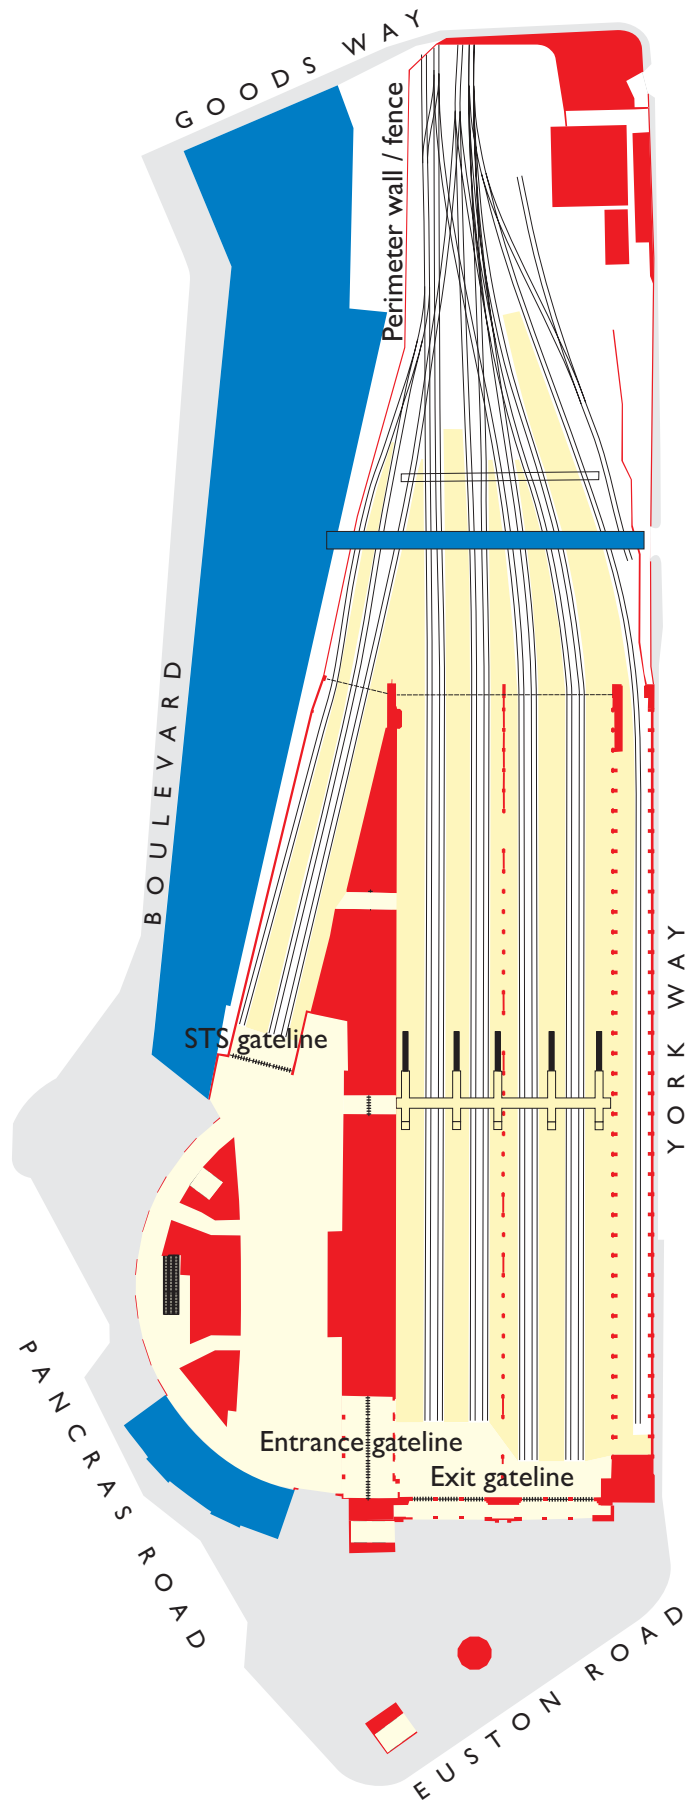 GOODS WAY
Perimeter wall / fence
BOULEVARD
YORK WAY
STS gateline
PANCRAS ROAD
Entrance gateline
Exit gateline
EUSTON ROAD